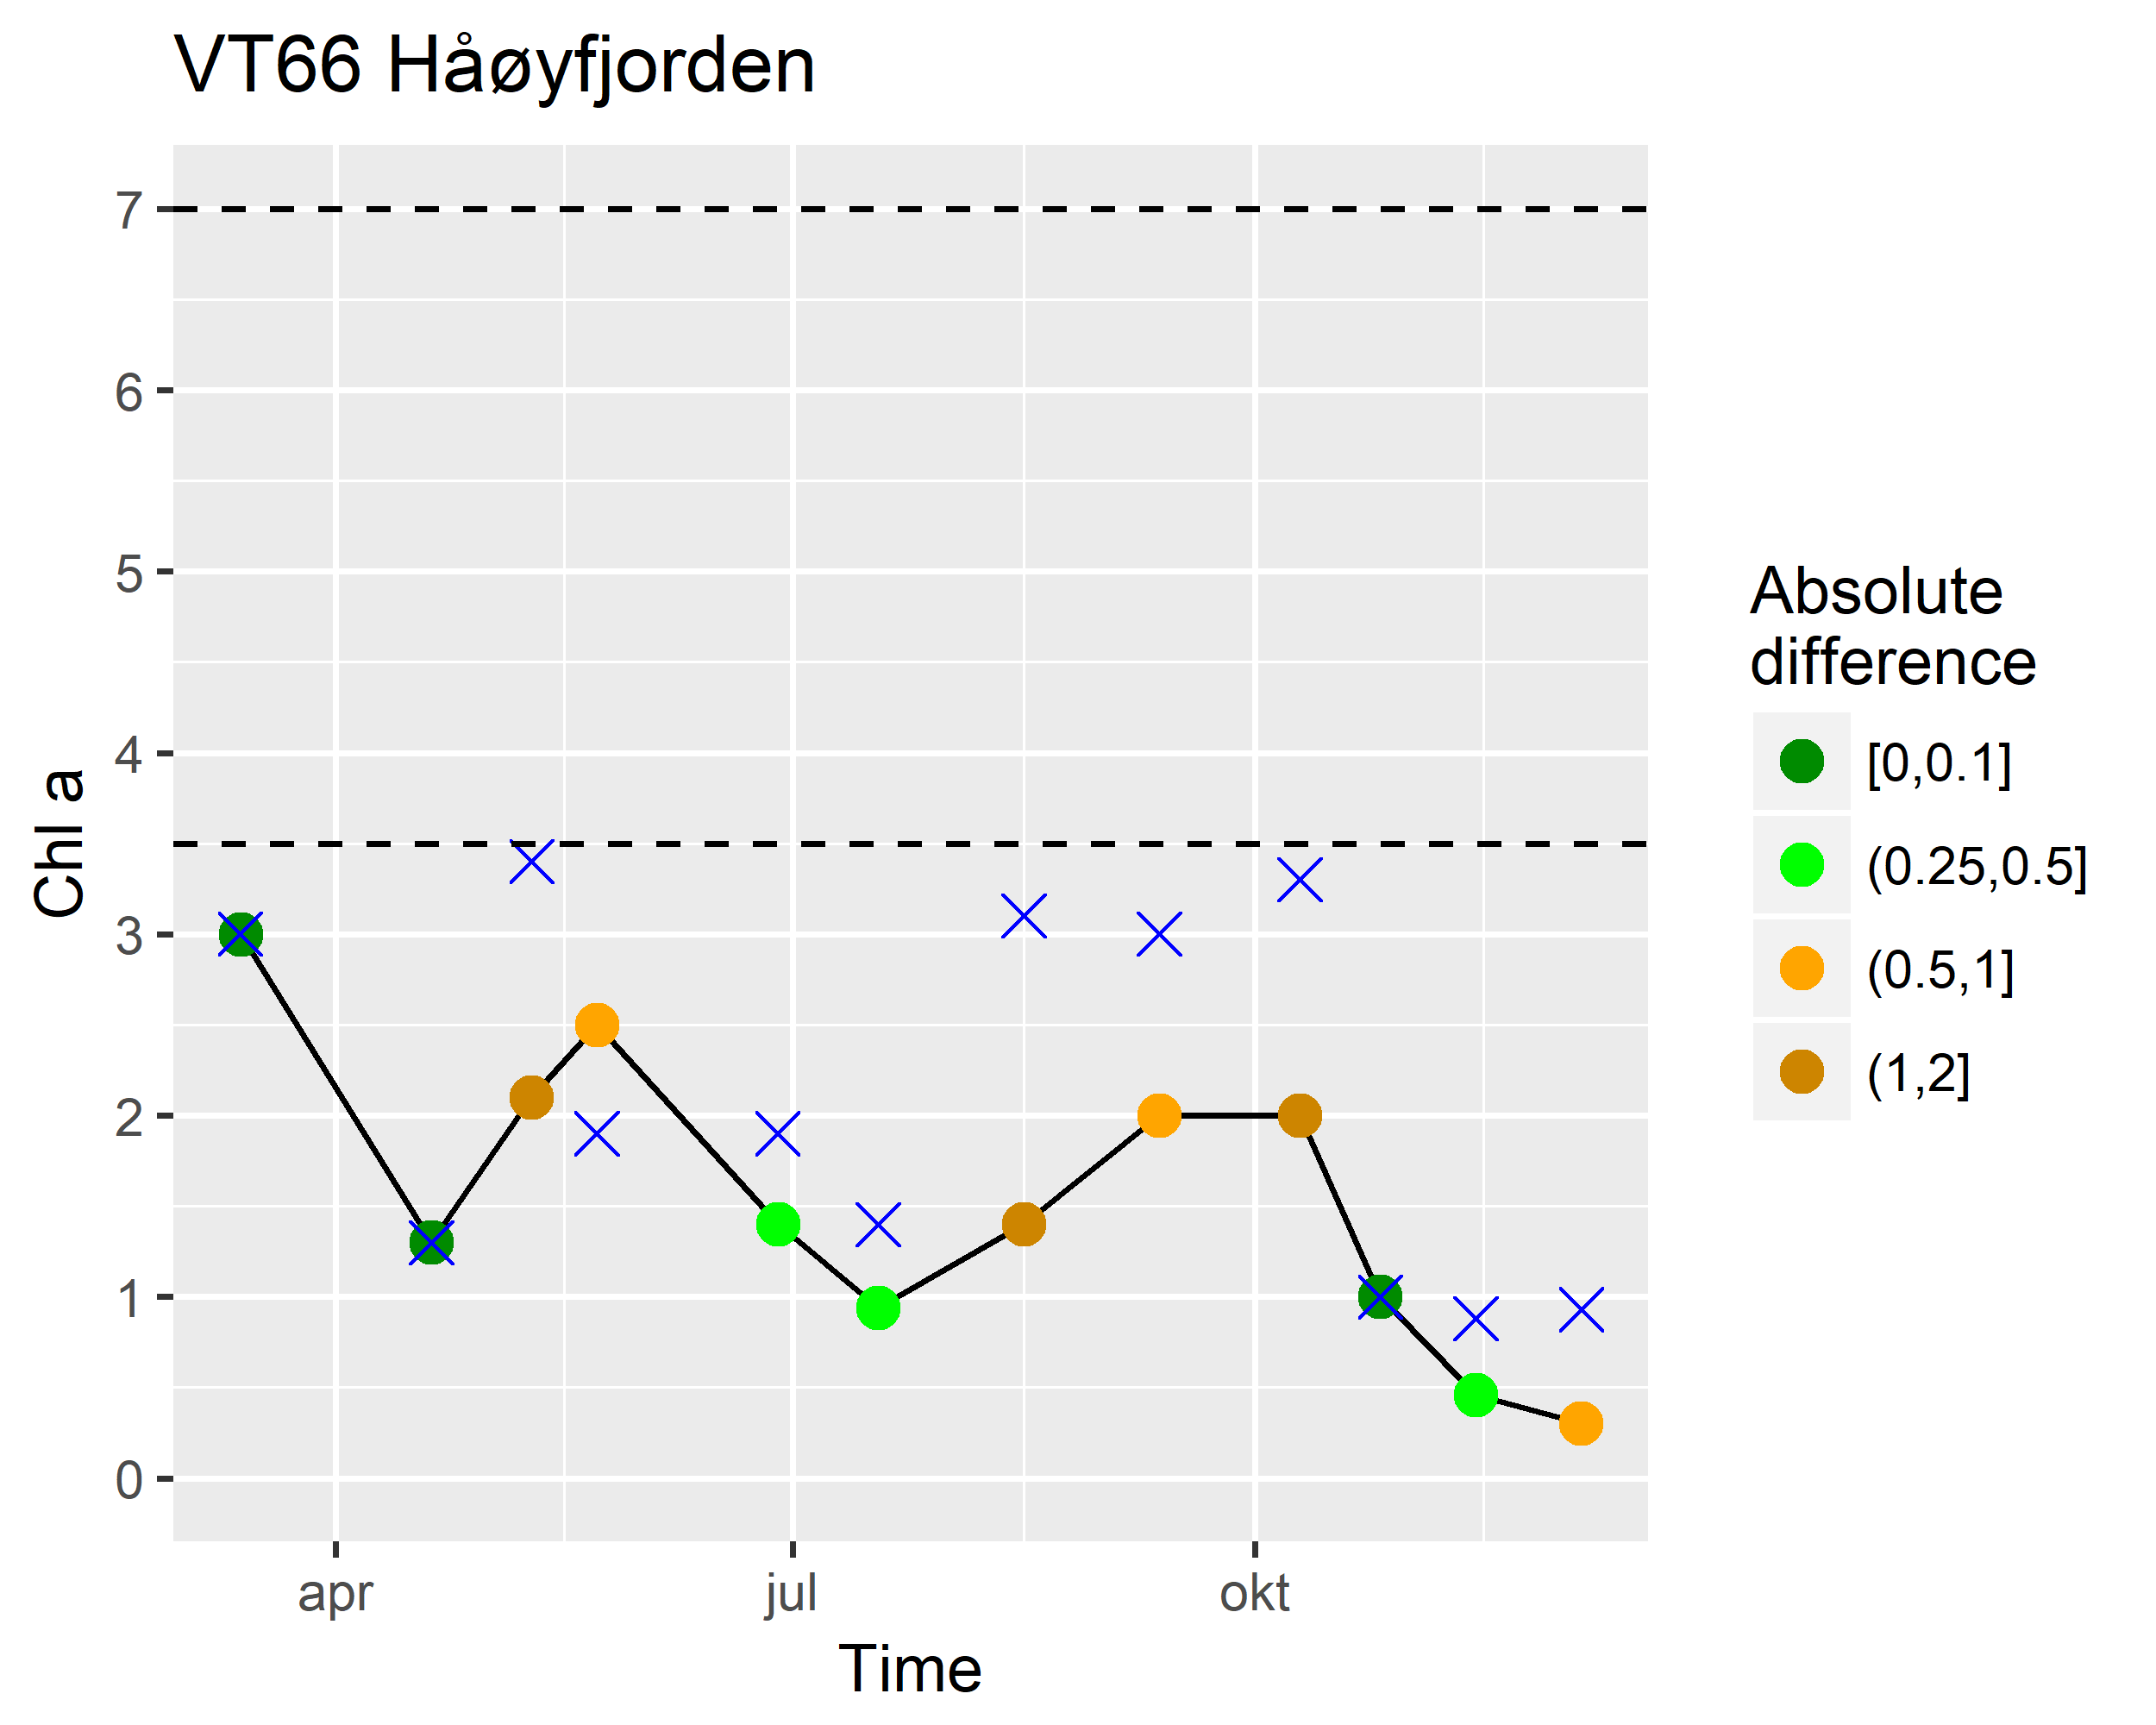 VT66 Håøyfjorden
7
6
5
4
3
2
1
0
Chl a
apr jul okt
Time
Absolute
difference
[0,0.1]
(0.25,0.5]
(0.5,1]
(1,2]